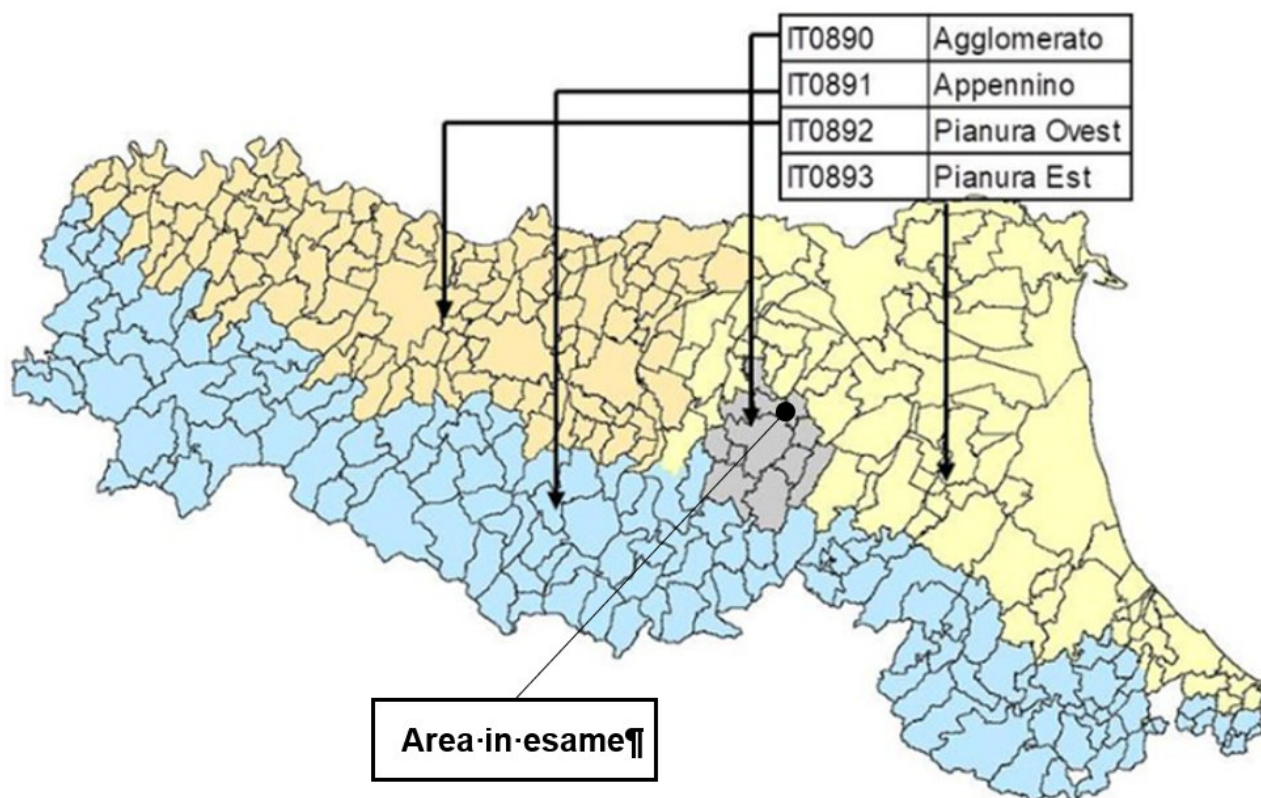 IT0890 Agglomerato
IT0891 Appennino
IT0892 Pianura Ovest
IT0893 Pianura Est
Area·in·esame¶